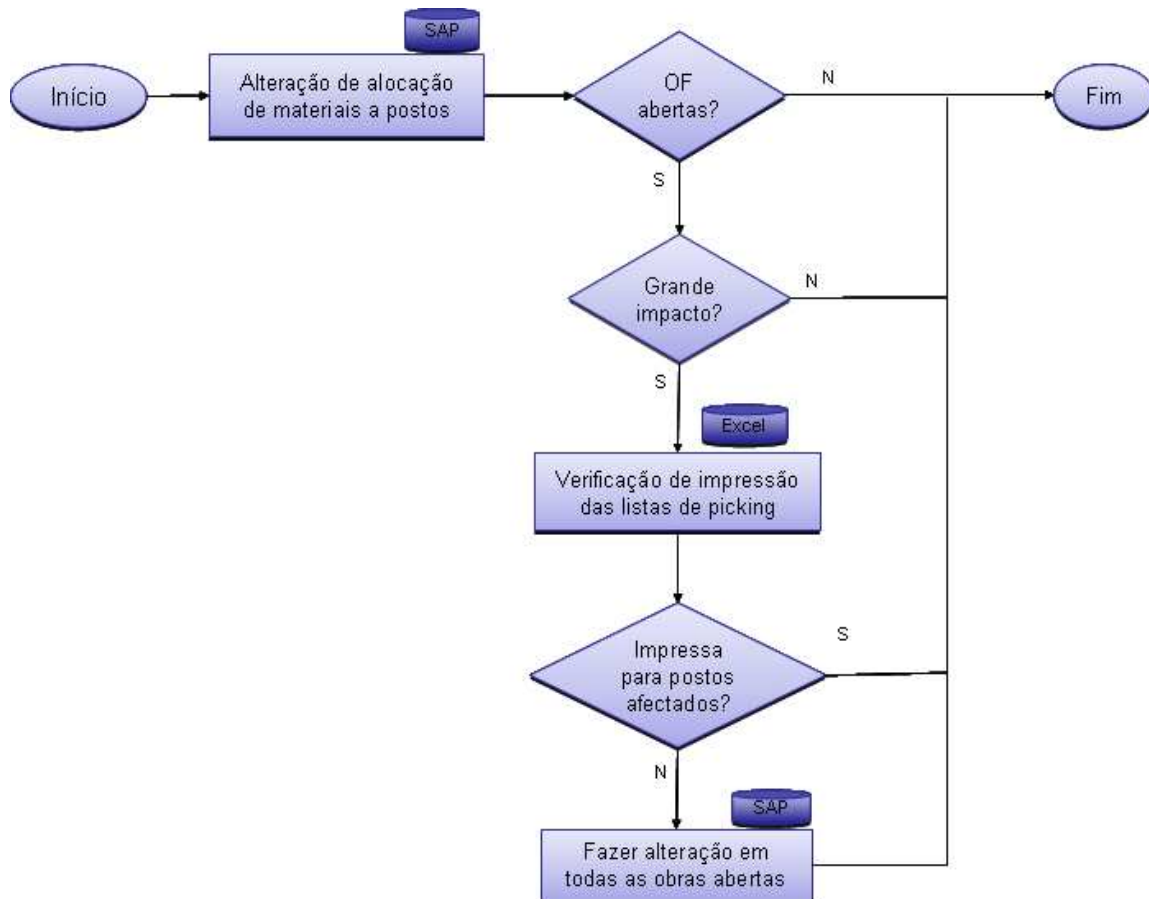 SAP
Início
Alteração de alocação
de materiais a postos
OF
abertas?
N
Fim
S
Grande
impacto?
N
S
Excel
Verificação de impressão
das listas de picking
Impressa
para postos
afectados?
S
N
SAP
Fazer alteração em
todas as obras abertas